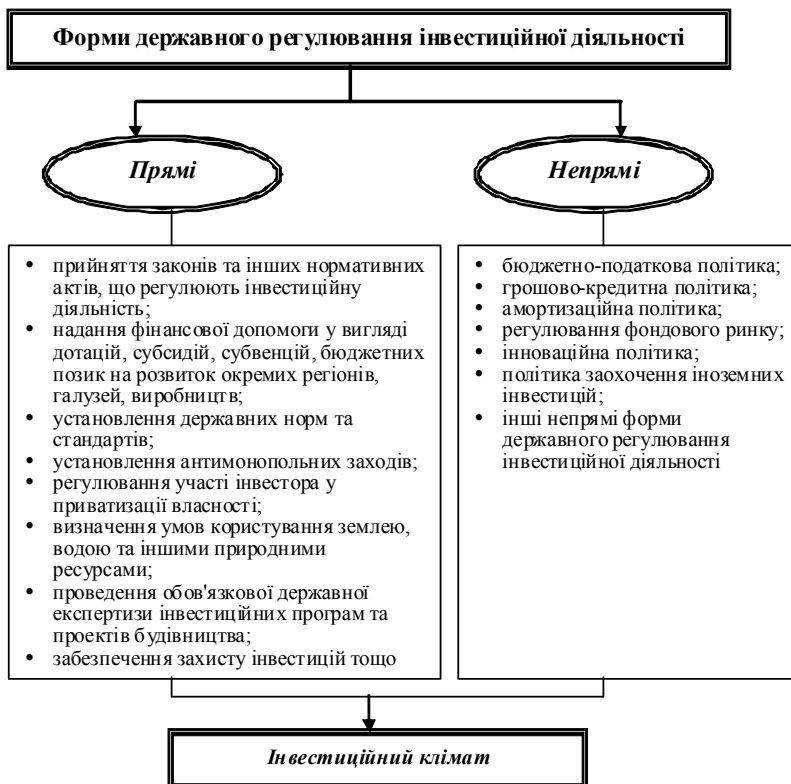 Форми державного регулювання інвестиційної діяльності
Прямі
Непрямі
• прийняття законів та інших нормативних
актів, що регулюють інвестиційну
діяльність;
• надання фінансової допомоги у вигляді
дотацій, субсидій, субвенцій, бюджетних
позик на розвиток окремих регіонів,
галузей, виробництв;
• установлення державних норм та
стандартів;
• установлення антимонопольних заходів;
• регулювання участі інвестора у
приватизації власності;
• визначення умов користування землею,
водою та іншими природними
ресурсами;
• проведення обов'язкової державної
експертизи інвестиційних програм та
проектів будівництва;
• забезпечення захисту інвестицій тощо
• бюджетно-податкова політика;
• грошово-кредитна політика;
• амортизаційна політика;
• регулювання фондового ринку;
• інноваційна політика;
• політика заохочення іноземних
інвестицій;
• інші непрямі форми
державного регулювання
інвестиційної діяльності
Інвестиційний клімат